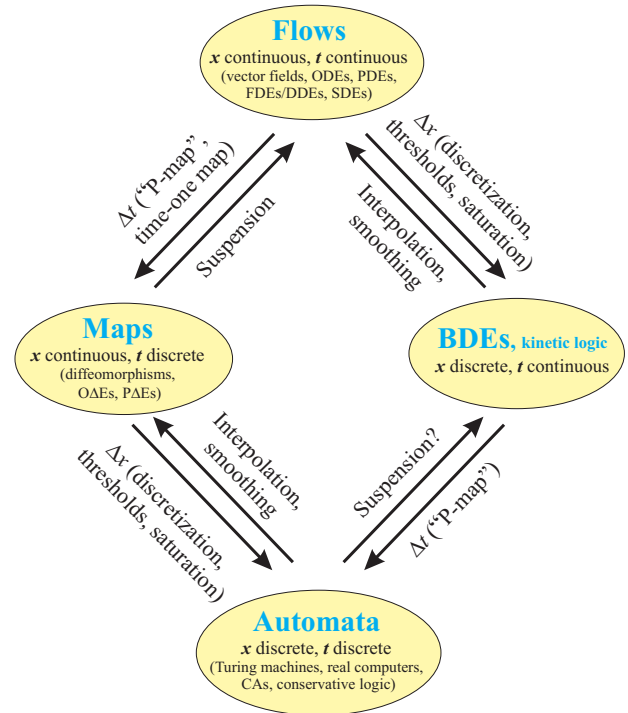 Flows
x continuous, t continuous
(vector fields, ODEs, PDEs,
FDEs/DDEs, SDEs)
Δt (“P-map”,
time-one map)
Suspension
Δx (discretization,
thresholds, saturation)
Interpolation,
smoothing
Maps
x continuous, t discrete
(diffeomorphisms,
OΔEs, PΔEs)
BDEs, kinetic logic
x discrete, t continuous
Δx (discretization,
thresholds, saturation)
Interpolation,
smoothing
Suspension?
Δt (“P-map”)
Automata
x discrete, t discrete
(Turing machines, real computers,
CAs, conservative logic)